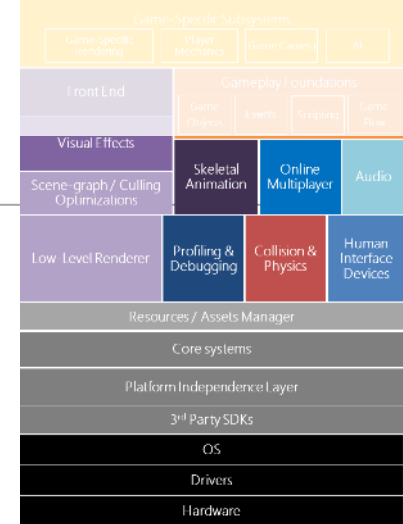 Game-Specific Subsystems
Game-Specific
Rendering
Player
Mechanics
Game Camera
AI
Front End
Gameplay Foundations
Game
Objects
Events
Scripting
Game
Flow
Visual Effects
Scene-graph / Culling
Optimizations
Skeletal
Animation
Online
Multiplayer
Audio
Low-Level Renderer
Profiling &
Debugging
Collision &
Physics
Human
Interface
Devices
Resources / Assets Manager
Core systems
Platform Independence Layer
3rd Party SDKs
OS
Drivers
Hardware